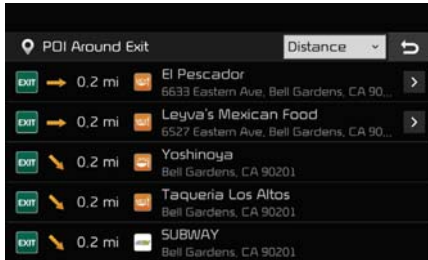 POI Around Exit
Distance
EXIT 0.2 mi El Pescador
6633 Eastern Ave, Bell Gardens, CA 90...
EXIT 0.2 mi Leyva's Mexican Food
6527 Eastern Ave, Bell Gardens, CA 90...
EXIT 0.2 mi Yoshinoya
Bell Gardens, CA 90201
EXIT 0.2 mi Taqueria Los Altos
Bell Gardens, CA 90201
EXIT 0.2 mi SUBWAY
Bell Gardens, CA 90201